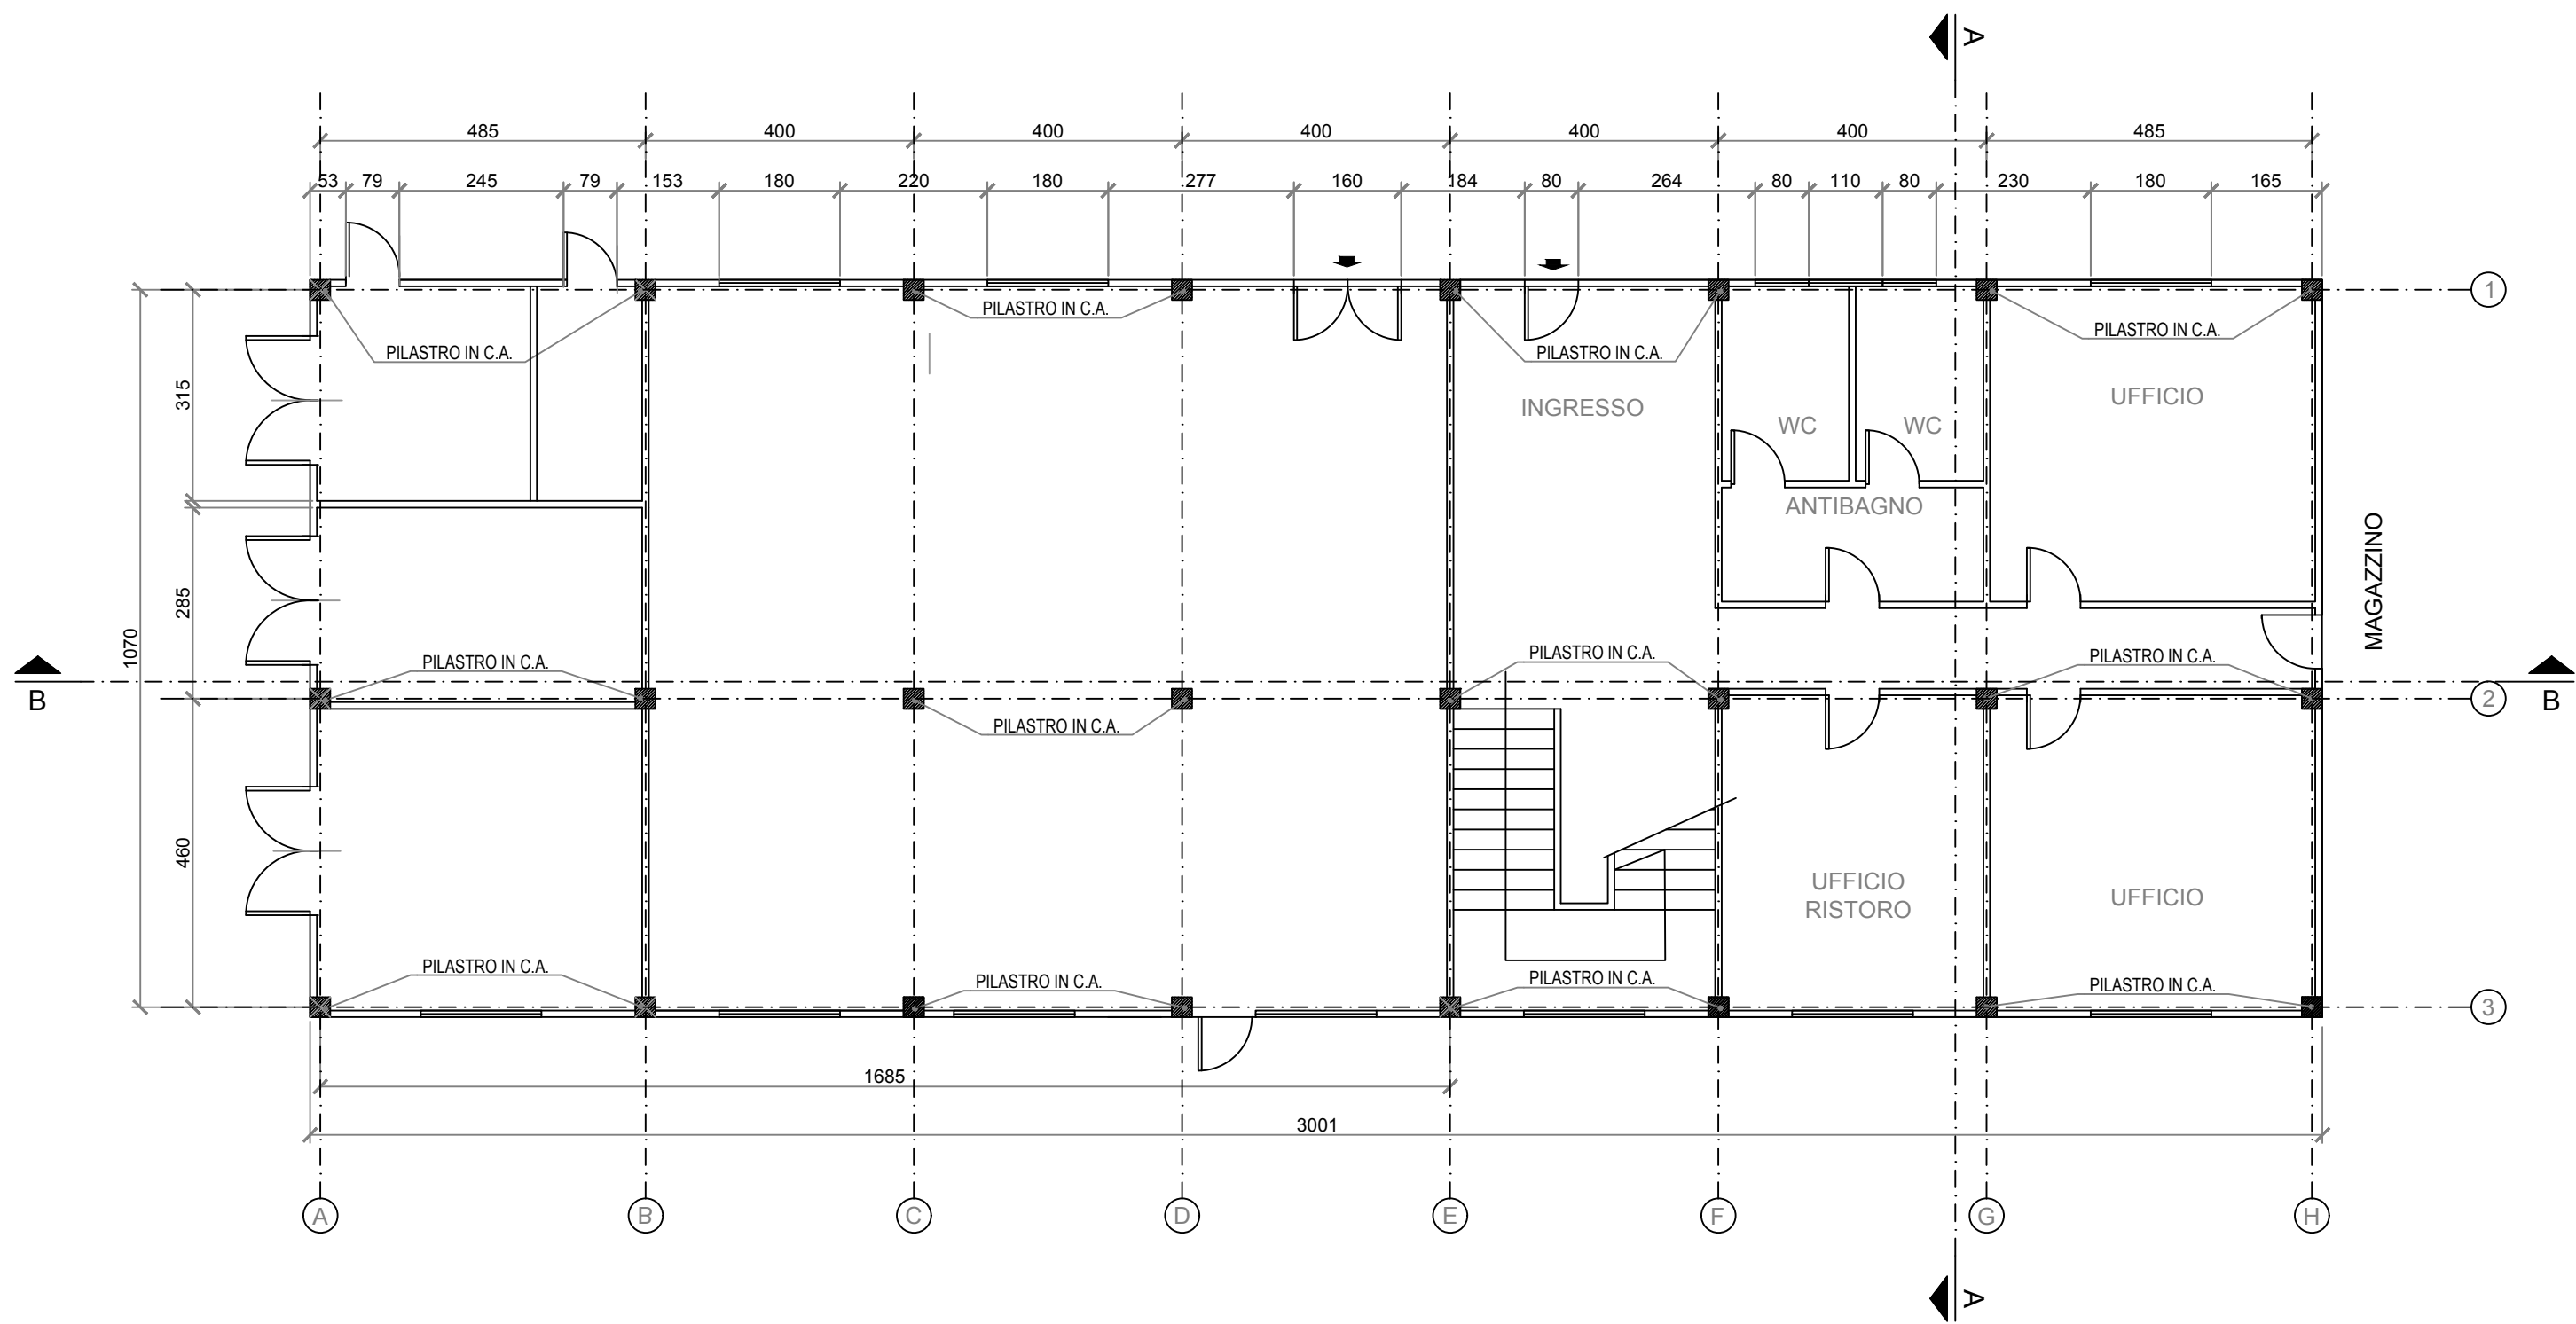 A
485 400 400 400 400 400 485
53 79 245 79 153 180 220 180 277 160 184 80 264 80 110 80 230 180 165
1
PILASTRO IN C.A.
PILASTRO IN C.A.
PILASTRO IN C.A.
PILASTRO IN C.A.
315
INGRESSO
UFFICIO
WC
WC
ANTIBAGNO
MAGAZZINO
285
1070
PILASTRO IN C.A.
PILASTRO IN C.A.
PILASTRO IN C.A.
B
2
B
PILASTRO IN C.A.
460
UFFICIO
RISTORO
UFFICIO
PILASTRO IN C.A.
PILASTRO IN C.A.
PILASTRO IN C.A.
PILASTRO IN C.A.
3
1685
3001
A B C D E F G H
A